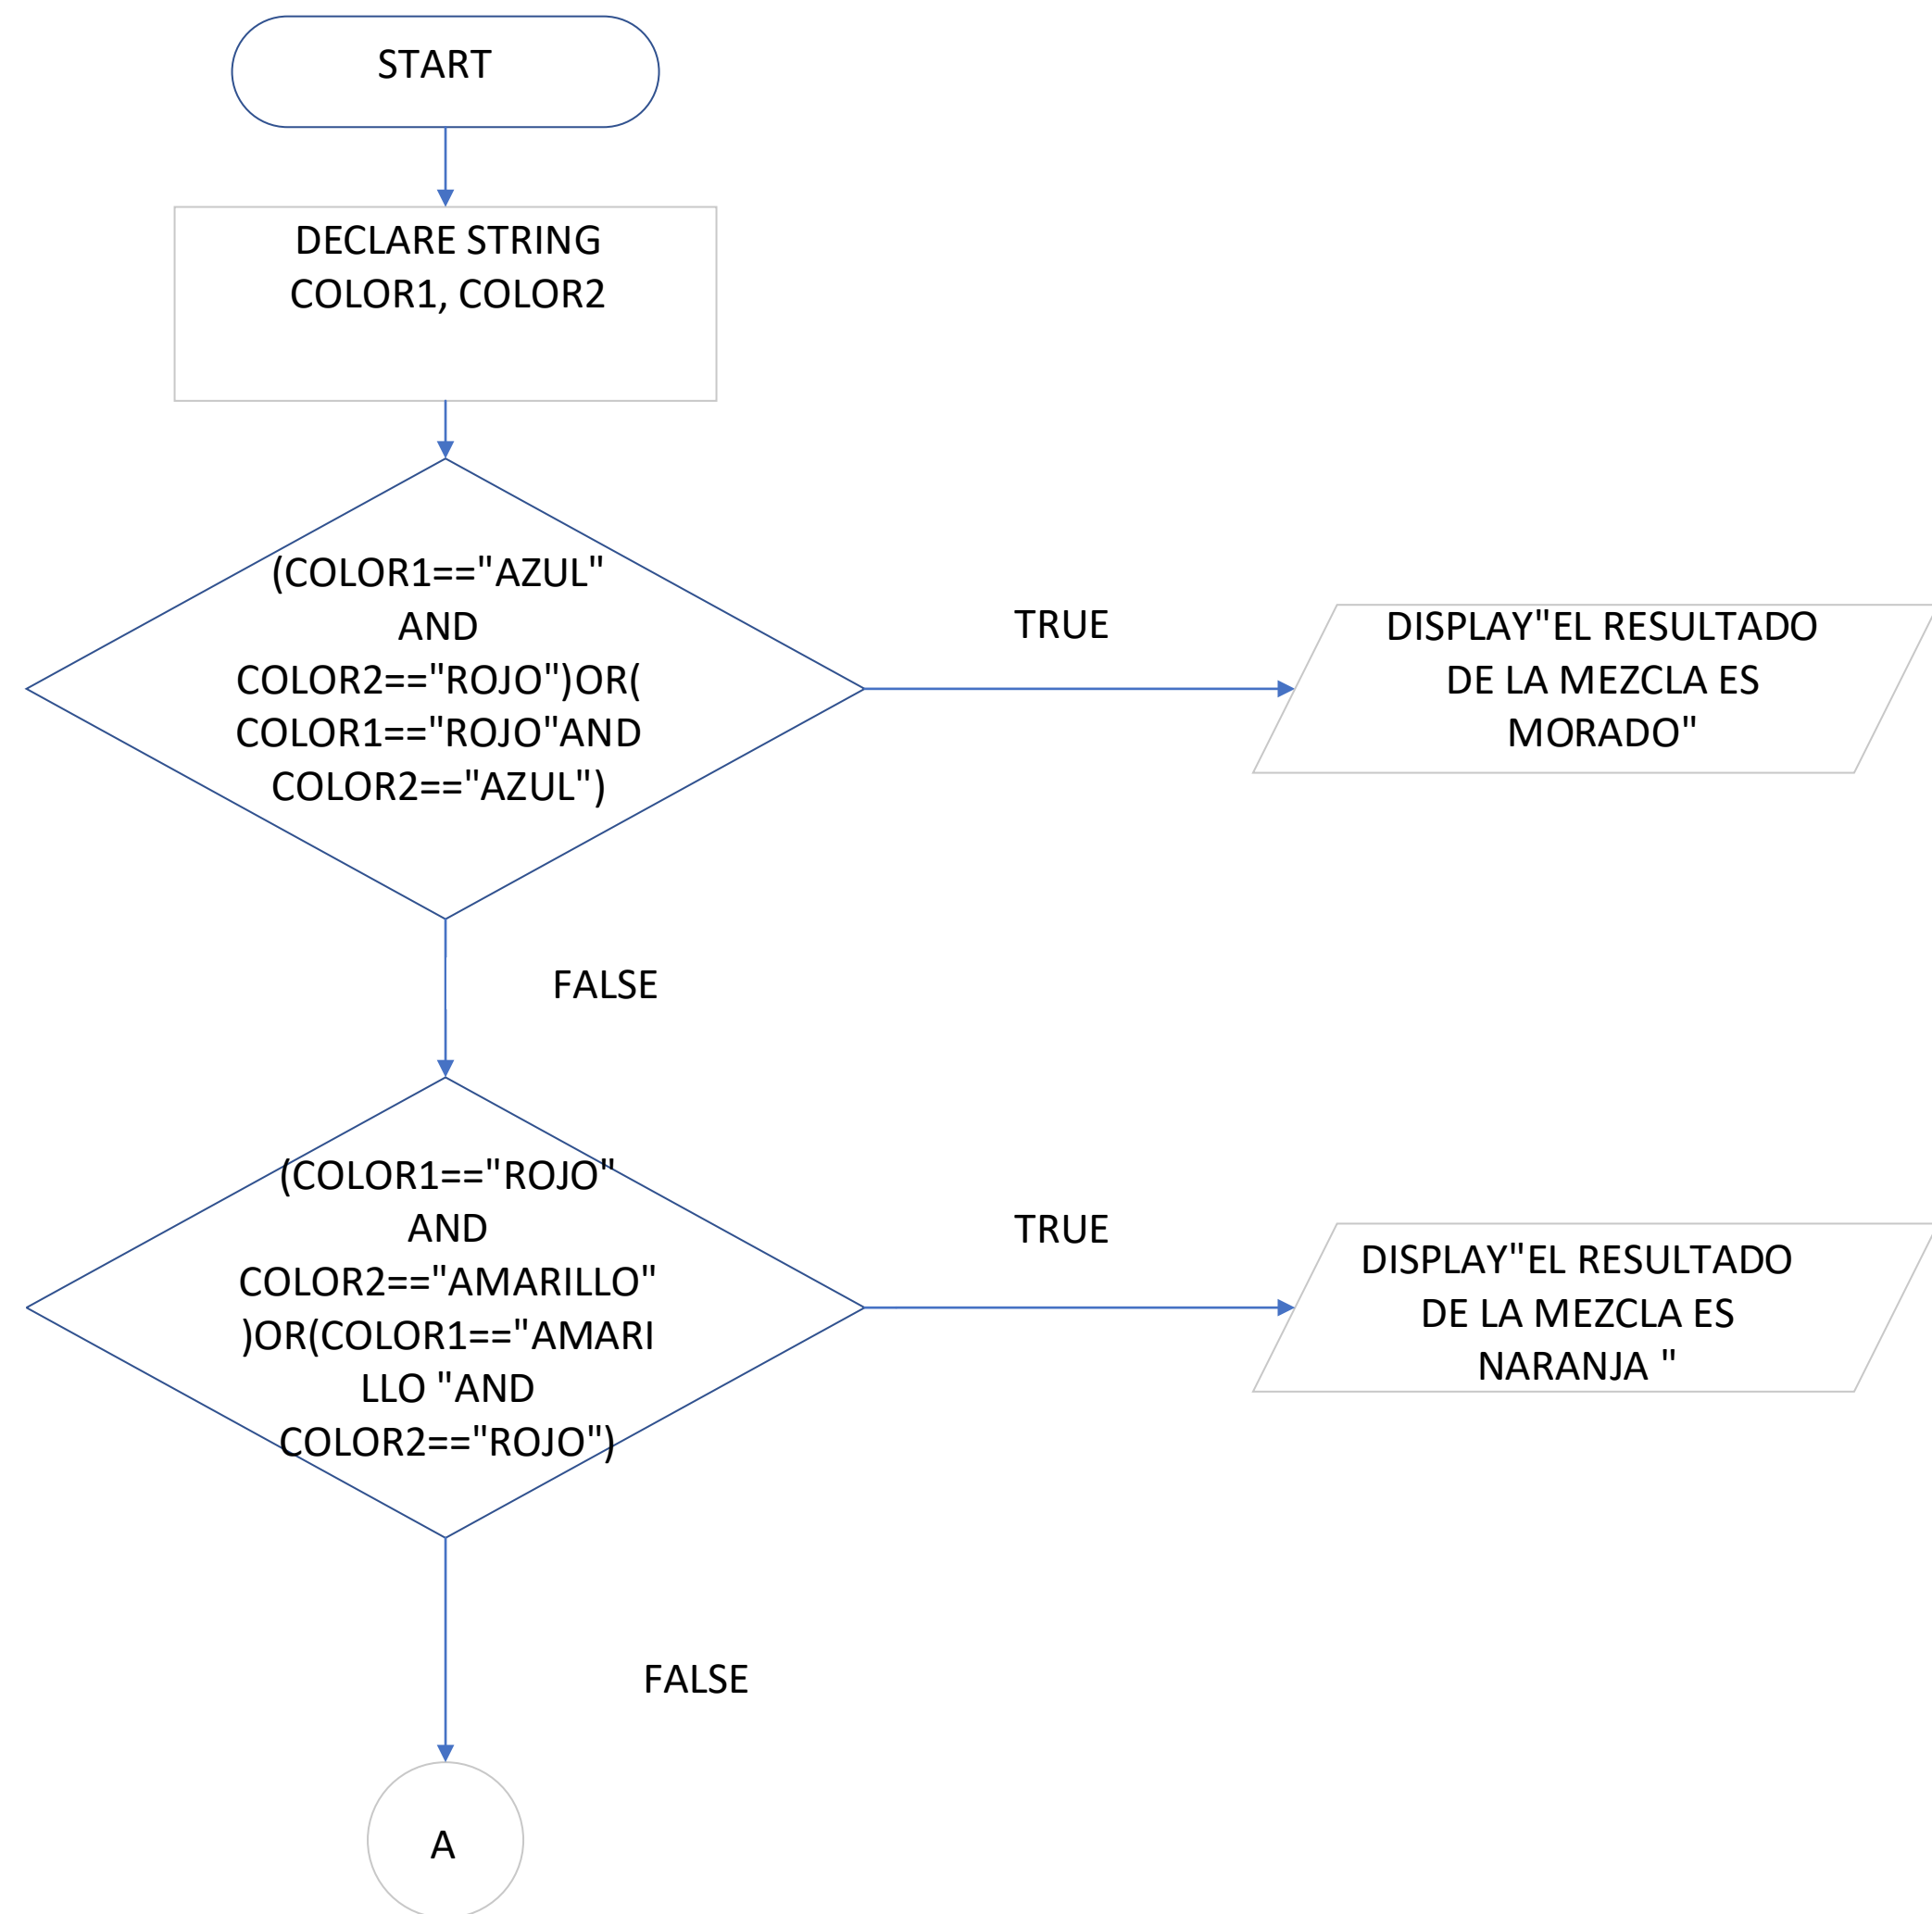 START
DECLARE STRING
COLOR1, COLOR2
(COLOR1=="AZUL"
AND
COLOR2=="ROJO")OR(
COLOR1=="ROJO"AND
COLOR2=="AZUL")
TRUE
DISPLAY"EL RESULTADO
DE LA MEZCLA ES
MORADO"
FALSE
(COLOR1=="ROJO"
AND
COLOR2=="AMARILLO"
)OR(COLOR1=="AMARI
LLO "AND
COLOR2=="ROJO")
TRUE
DISPLAY"EL RESULTADO
DE LA MEZCLA ES
NARANJA "
FALSE
A